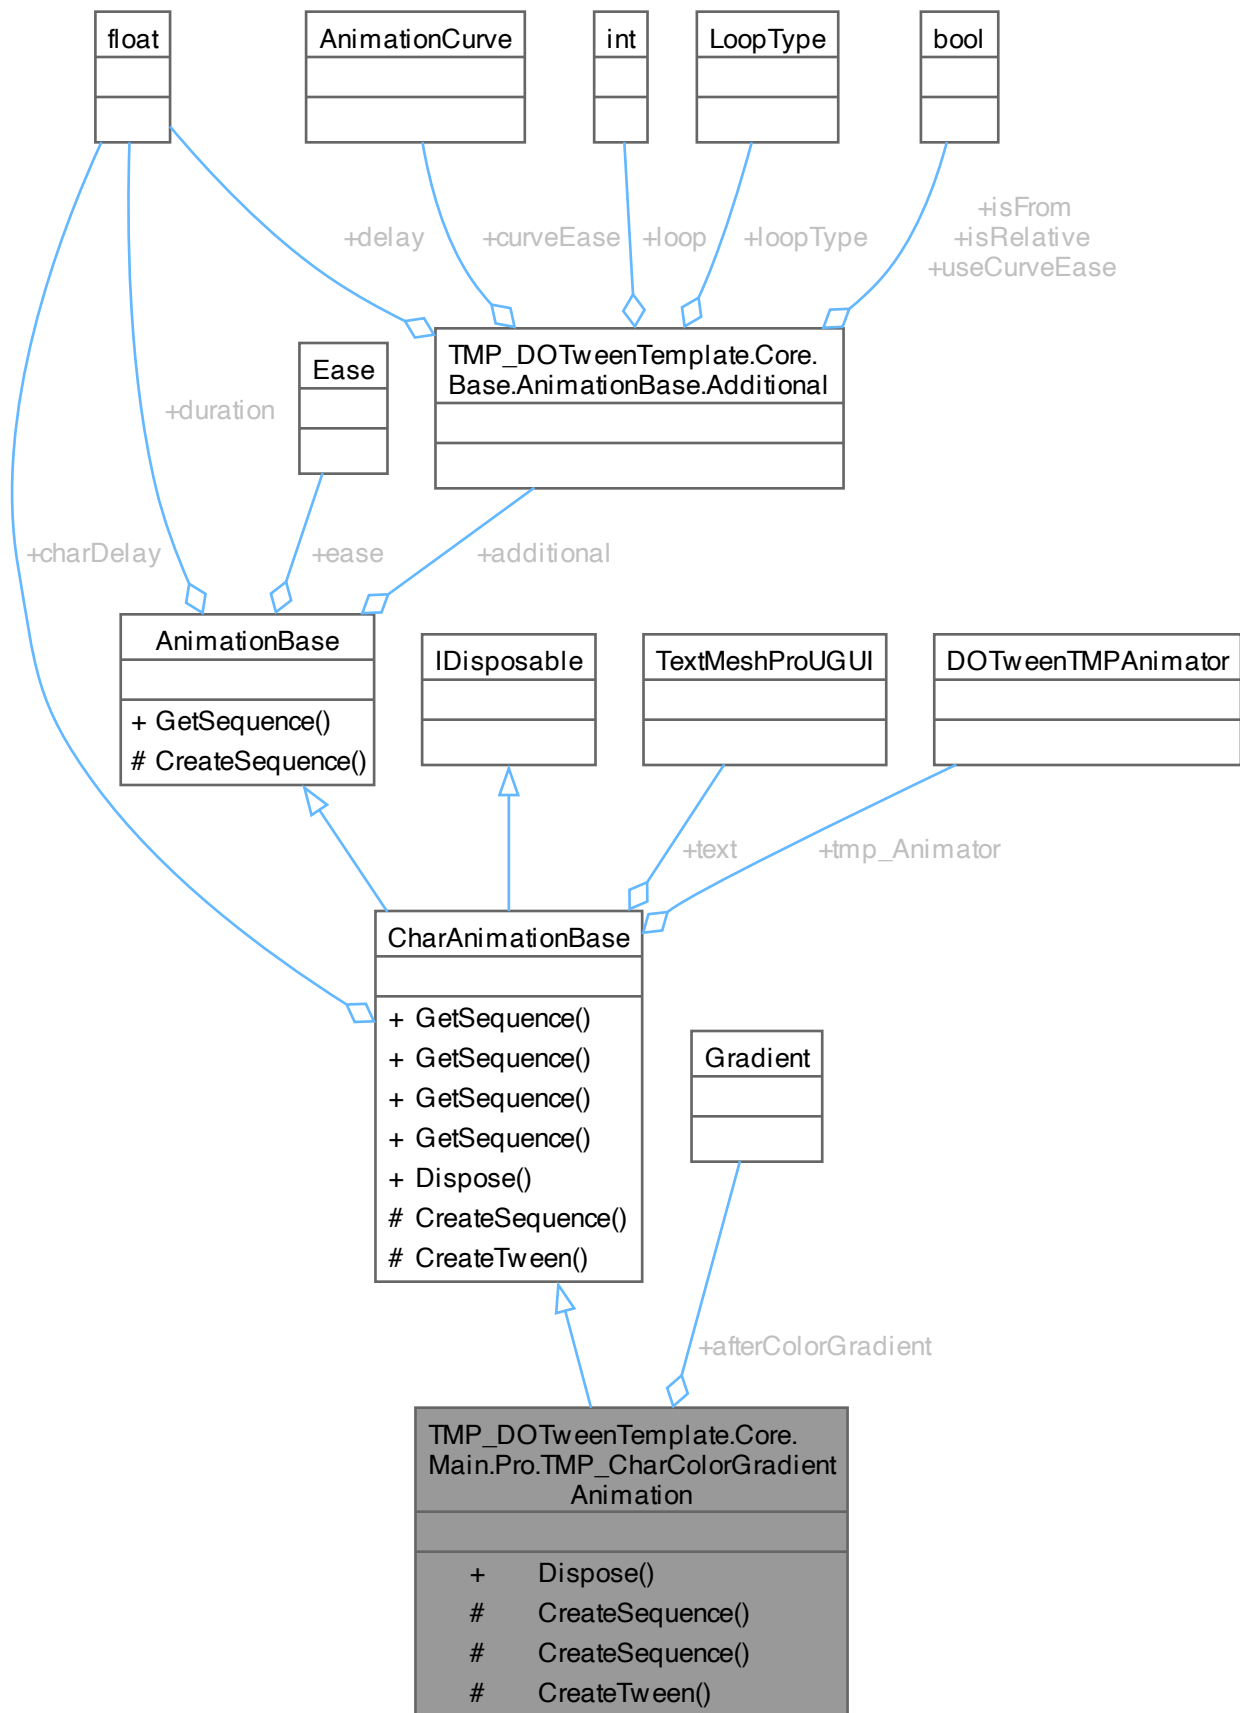 float
AnimationCurve
int
LoopType
bool
+isFrom
+isRelative
+useCurveEase
+delay
+curveEase
+loop
+loopType
TMP_DOTweenTemplate.Core.
Base.AnimationBase.Additional
Ease
+duration
+charDelay
+ease
+additional
AnimationBase
+ GetSequence()
# CreateSequence()
IDisposable
TextMeshProUGUI
DOTweenTMPAnimator
+text
+tmp_Animator
CharAnimationBase
+ GetSequence()
+ GetSequence()
+ GetSequence()
+ GetSequence()
+ Dispose()
# CreateSequence()
# CreateTween()
Gradient
+afterColorGradient
TMP_DOTweenTemplate.Core.
Main.Pro.TMP_CharColorGradient
Animation
+ Dispose()
# CreateSequence()
# CreateSequence()
# CreateTween()